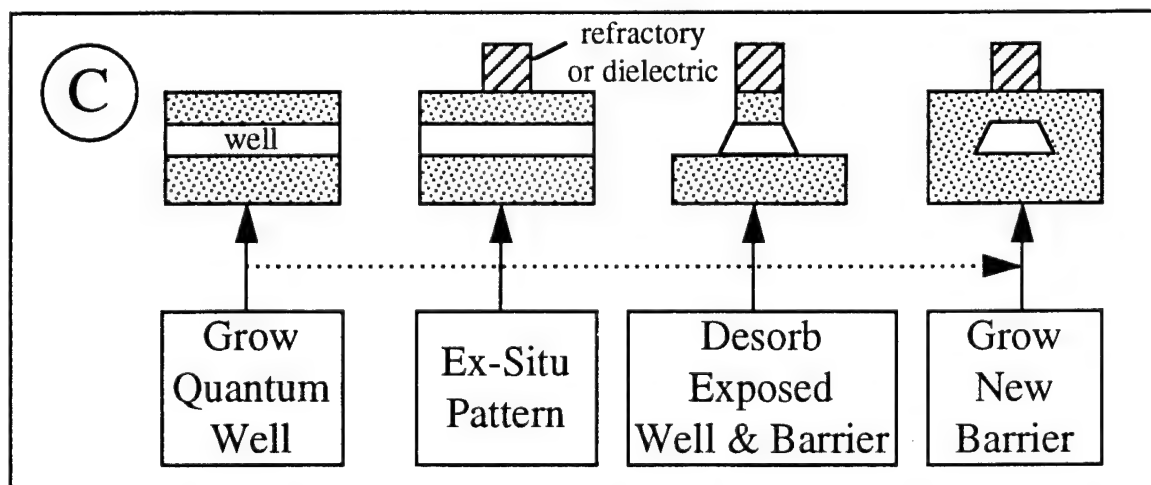 C
refractory
or dielectric
well
Grow
Quantum
Well
Ex-Situ
Pattern
Desorb
Exposed
Well & Barrier
Grow
New
Barrier